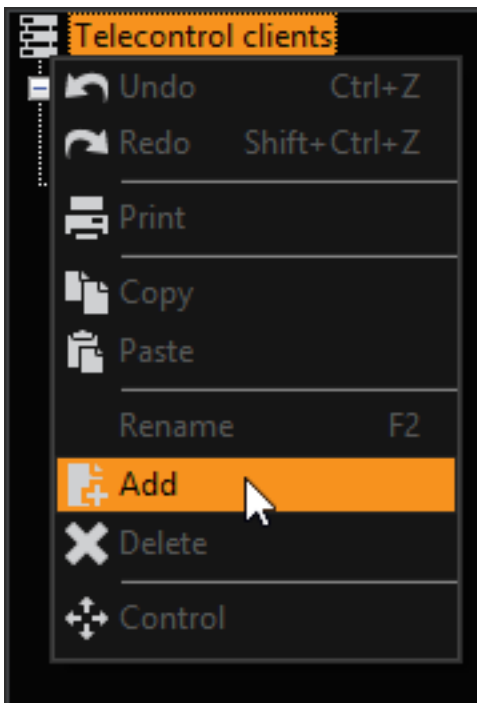 Telecontrol clients
Undo Ctrl+Z
Redo Shift+Ctrl+Z
Print
Copy
Paste
Rename F2
Add
Delete
Control